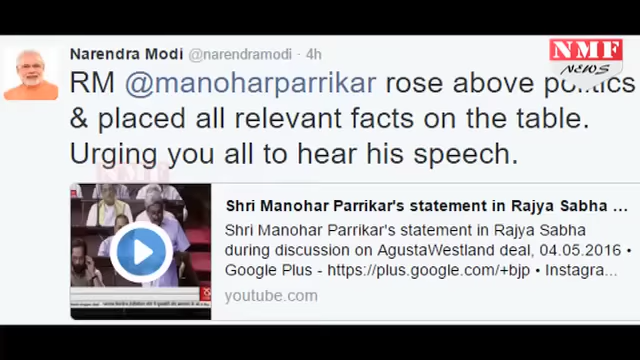 Narendra Modi @narendramodi · 4h
NMF
NEWS
RM @manoharparrikar rose above politics
& placed all relevant facts on the table.
Urging you all to hear his speech.
Shri Manohar Parrikar's statement in Rajya Sabha ...
Shri Manohar Parrikar's statement in Rajya Sabha
during discussion on AgustaWestland deal, 04.05.2016 •
Google Plus - https://plus.google.com/+bjp • Instagra...
youtube.com